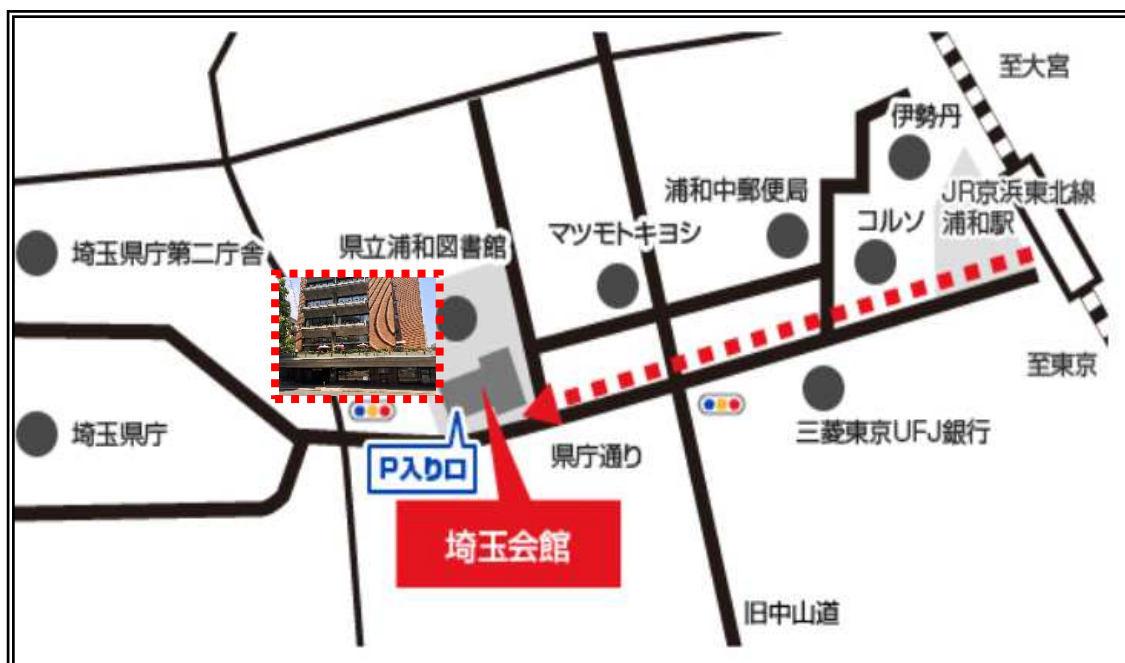 至大宮
伊勢丹
JR京浜東北線
浦和駅
浦和中郵便局
コルソ
マツモトキヨシ
県立浦和図書館
埼玉県庁第二庁舎
至東京
埼玉県庁
三菱東京UFJ銀行
県庁通り
P入り口
埼玉会館
旧中山道